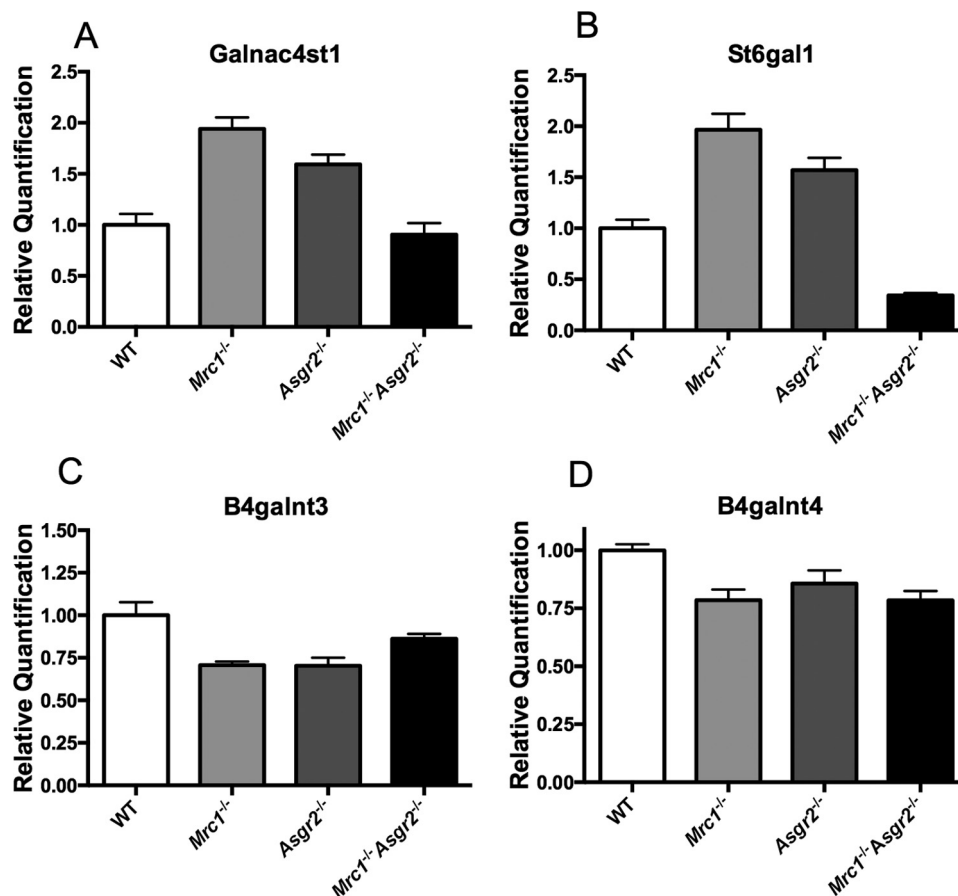 A
Galnac4st1
Relative Quantification
2.5
2.0
1.5
1.0
0.5
0.0
WT
Mrc1-/-
Asgr2-/-
Mrc1-/- Asgr2-/-
B
St6gal1
Relative Quantification
2.5
2.0
1.5
1.0
0.5
0.0
WT
Mrc1-/-
Asgr2-/-
Mrc1-/- Asgr2-/-
C
B4galnt3
Relative Quantification
1.50
1.25
1.00
0.75
0.50
0.25
0.00
WT
Mrc1-/-
Asgr2-/-
Mrc1-/- Asgr2-/-
D
B4galnt4
Relative Quantification
1.00
0.75
0.50
0.25
0.00
WT
Mrc1-/-
Asgr2-/-
Mrc1-/- Asgr2-/-